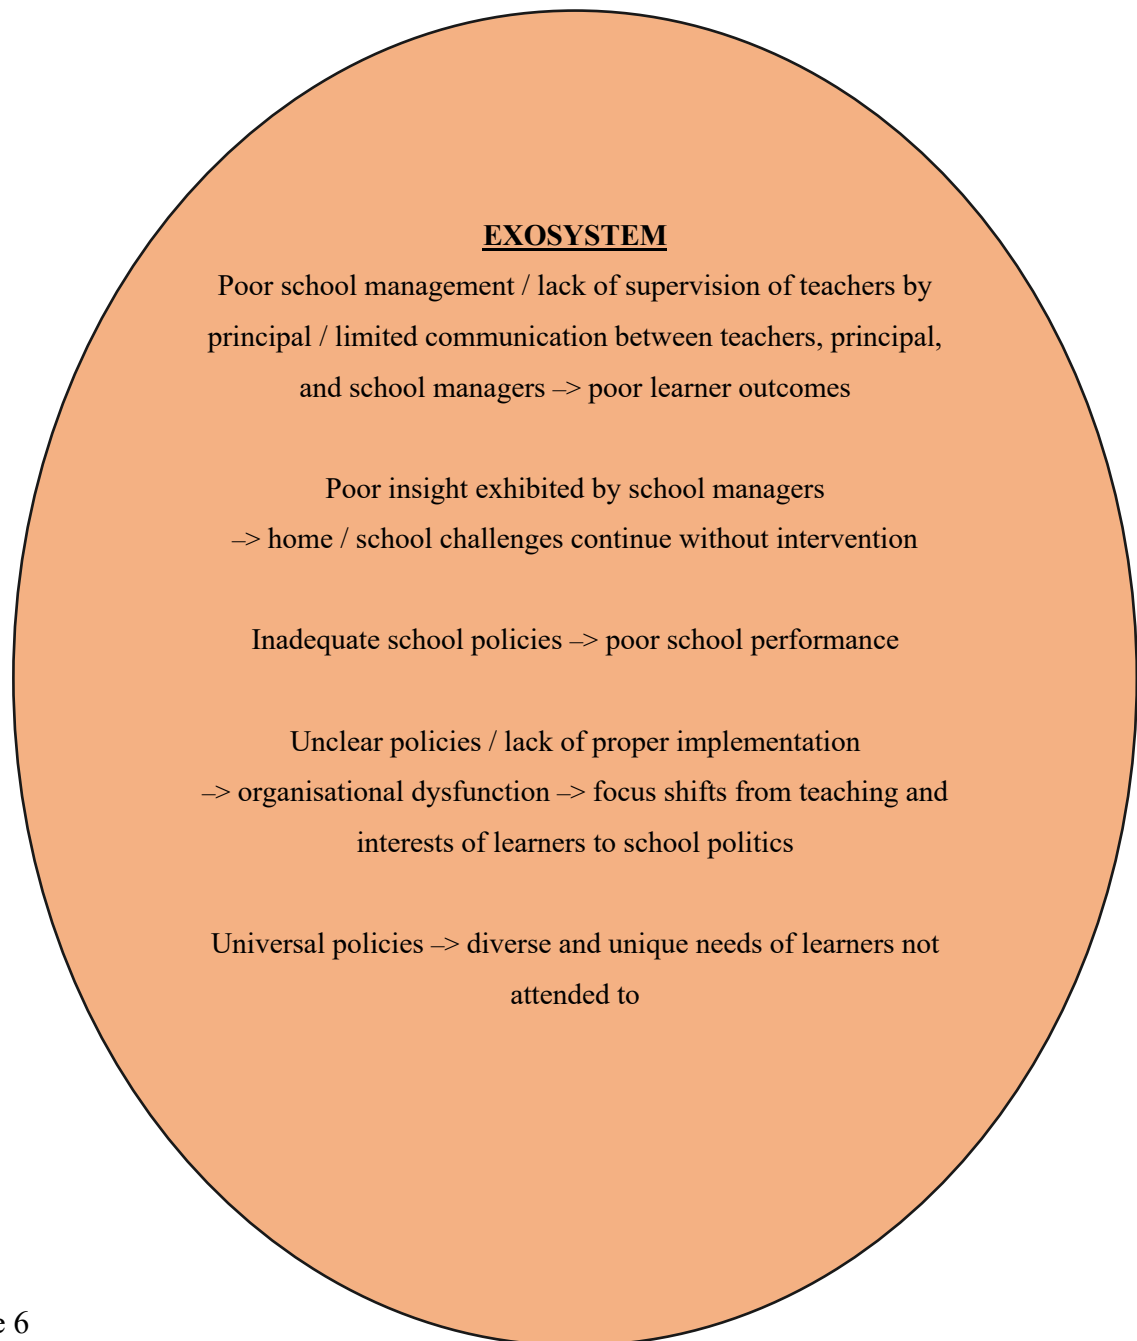 EXOSYSTEM
Poor school management / lack of supervision of teachers by
principal / limited communication between teachers, principal,
and school managers –> poor learner outcomes
Poor insight exhibited by school managers
–> home / school challenges continue without intervention
Inadequate school policies –> poor school performance
Unclear policies / lack of proper implementation
–> organisational dysfunction –> focus shifts from teaching and
interests of learners to school politics
Universal policies –> diverse and unique needs of learners not
attended to
e 6